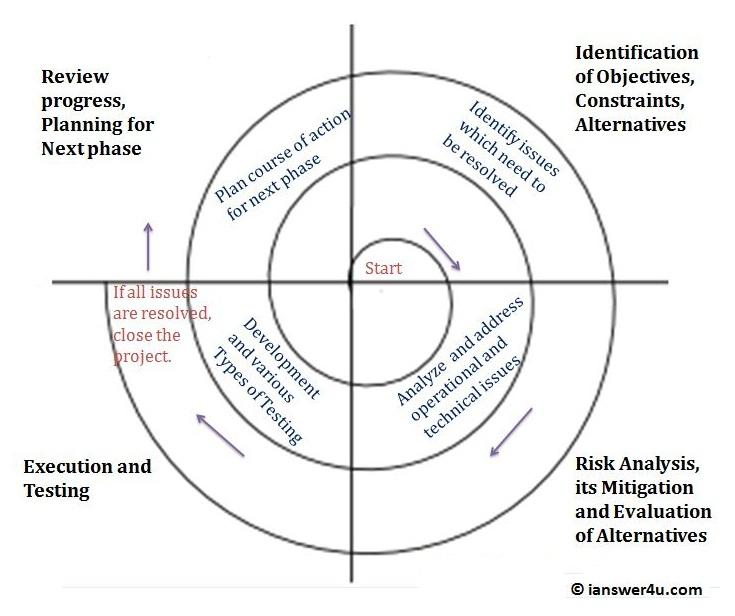 Review
progress,
Planning for
Next phase
Identification
of Objectives,
Constraints,
Alternatives
Plan course of action
for next phase
Identify issues
which need to
be resolved
Start
If all issues
are resolved,
close the
project.
Development
and various
Types of Testing
Analyze and address
operational and
technical issues
Execution and
Testing
Risk Analysis,
its Mitigation
and Evaluation
of Alternatives
© ianswer4u.com